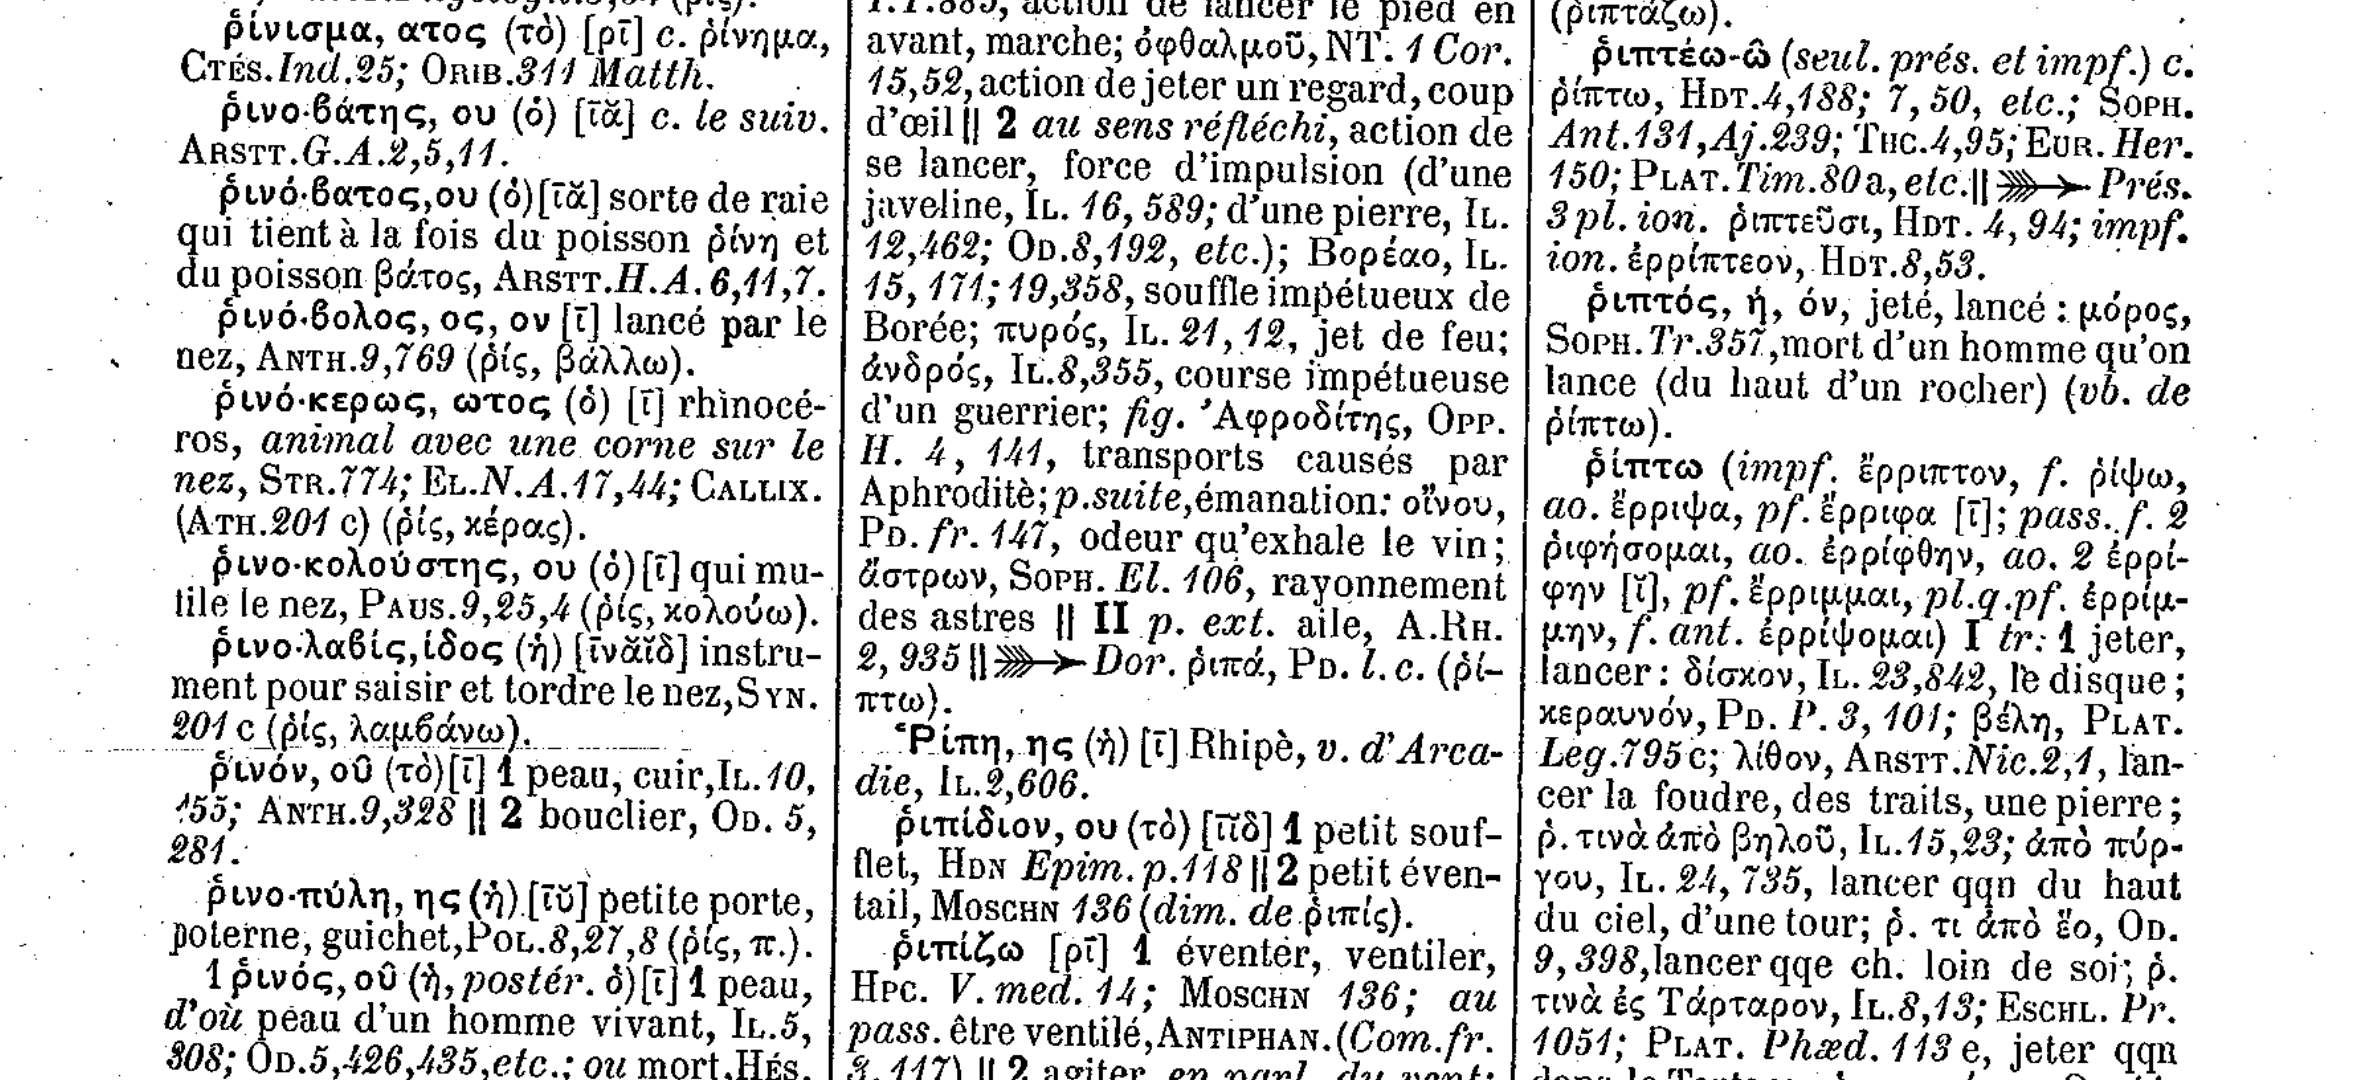 ῥίνισμα, ατος (τὸ) [ρῑ] c. ῥίνημα,
CTÉS. Ind. 25; ORIB. 311 Matth.
ῥινο·βάτης, ου (ὁ) [ῑᾰ] c. le suiv.
ARSTT. G. A. 2,5,11.
ῥινό·βατος, ου (ὁ) [ῑᾰ] sorte de raie
qui tient à la fois du poisson ῥίνη et
du poisson βάτος, ARSTT. H. A. 6,11,7.
ῥινό·βολος, ος, ον [ῑ] lancé par le
nez, ANTH. 9,769 (ῥίς, βάλλω).
ῥινό·κερως, ωτος (ὁ) [ῑ] rhinocé-
ros, animal avec une corne sur le
nez, STR. 774; EL. N. A. 17,44; CALLIX.
(ATH. 201 c) (ῥίς, κέρας).
ῥινο·κολούστης, ου (ὁ) [ῑ] qui mu-
tile le nez, PAUS. 9,25,4 (ῥίς, κολούω).
ῥινο·λαβίς, ίδος (ἡ) [ῑνᾰῐδ] instru-
ment pour saisir et tordre le nez, SYN.
201 c (ῥίς, λαμβάνω).
ῥινόν, οῦ (τὸ) [ῑ] 1 peau, cuir, IL. 10,
155; ANTH. 9,328 || 2 bouclier, OD. 5,
281.
ῥινο·πύλη, ης (ἡ) [ῑῠ] petite porte,
poterne, guichet, POL. 8,27,8 (ῥίς, π.).
1 ῥινός, οῦ (ἡ, postér. ὁ) [ῑ] 1 peau,
d'où peau d'un homme vivant, IL. 5,
308; OD. 5,426,435, etc.; ou mort, HÉS.
action de lancer le pied en
avant, marche; ὀφθαλμοῦ, NT. 1 Cor.
15,52, action de jeter un regard, coup
d'œil || 2 au sens réfléchi, action de
se lancer, force d'impulsion (d'une
javeline, IL. 16, 589; d'une pierre, IL.
12,462; OD. 8,192, etc.); Βορέαο, IL.
15, 171; 19,358, souffle impétueux de
Borée; πυρός, IL. 21, 12, jet de feu;
ἀνδρός, IL. 8,355, course impétueuse
d'un guerrier; fig. Ἀφροδίτης, OPP.
H. 4, 141, transports causés par
Aphroditè; p. suite, émanation: οἴνου,
PD. fr. 147, odeur qu'exhale le vin;
ἄστρων, SOPH. El. 106, rayonnement
des astres || II p. ext. aile, A. RH.
2, 935 || ⤐ Dor. ῥιπά, PD. l. c. (ῥί-
πτω).
Ῥίπη, ης (ἡ) [ῑ] Rhipè, v. d'Arca-
die, IL. 2,606.
ῥιπίδιον, ου (τὸ) [ῑῐδ] 1 petit souf-
flet, HDN Epim. p. 118 || 2 petit éven-
tail, MOSCHN 136 (dim. de ῥιπίς).
ῥιπίζω [ρῑ] 1 éventer, ventiler,
HPC. V. med. 14; MOSCHN 136; au
pass. être ventilé, ANTIPHAN. (Com. fr.
3, 117) || 2 agiter, en parl. du vent;
(ῥιπτάζω).
ῥιπτέω-ῶ (seul. prés. et impf.) c.
ῥίπτω, HDT. 4,188; 7, 50, etc.; SOPH.
Ant. 131, Aj. 239; THC. 4,95; EUR. Her.
150; PLAT. Tim. 80 a, etc. || ⤐ Prés.
3 pl. ion. ῥιπτεῦσι, HDT. 4, 94; impf.
ion. ἐρρίπτεον, HDT. 8,53.
ῥιπτός, ή, όν, jeté, lancé : μόρος,
SOPH. Tr. 357, mort d'un homme qu'on
lance (du haut d'un rocher) (vb. de
ῥίπτω).
ῥίπτω (impf. ἔρριπτον, f. ῥίψω,
ao. ἔρριψα, pf. ἔρριφα [ῑ]; pass. f. 2
ῥιφήσομαι, ao. ἐρρίφθην, ao. 2 ἐρρί-
φην [ῐ], pf. ἔρριμμαι, pl. q. pf. ἐρρίμ-
μην, f. ant. ἐρρίψομαι) I tr. 1 jeter,
lancer : δίσκον, IL. 23,842, le disque;
κεραυνόν, PD. P. 3, 101; βέλη, PLAT.
Leg. 795 c; λίθον, ARSTT. Nic. 2,1, lan-
cer la foudre, des traits, une pierre;
ῥ. τινὰ ἀπὸ βηλοῦ, IL. 15,23; ἀπὸ πύρ-
γου, IL. 24, 735, lancer qqn du haut
du ciel, d'une tour; ῥ. τι ἀπὸ ἕο, OD.
9, 398, lancer qqe ch. loin de soi; ῥ.
τινὰ ἐς Τάρταρον, IL. 8,13; ESCHL. Pr.
1051; PLAT. Phæd. 113 e, jeter qqn